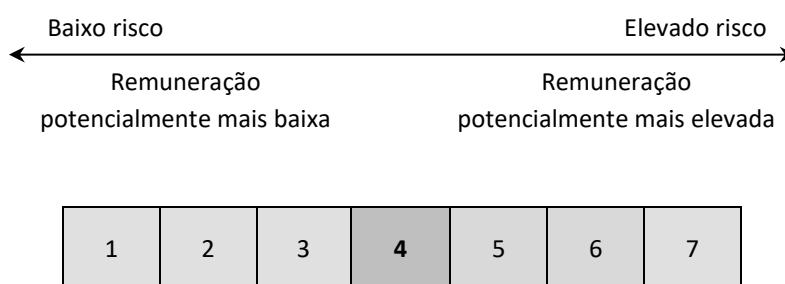 Baixo risco Elevado risco
Remuneração Remuneração
potencialmente mais baixa potencialmente mais elevada
1 2 3 4 5 6 7